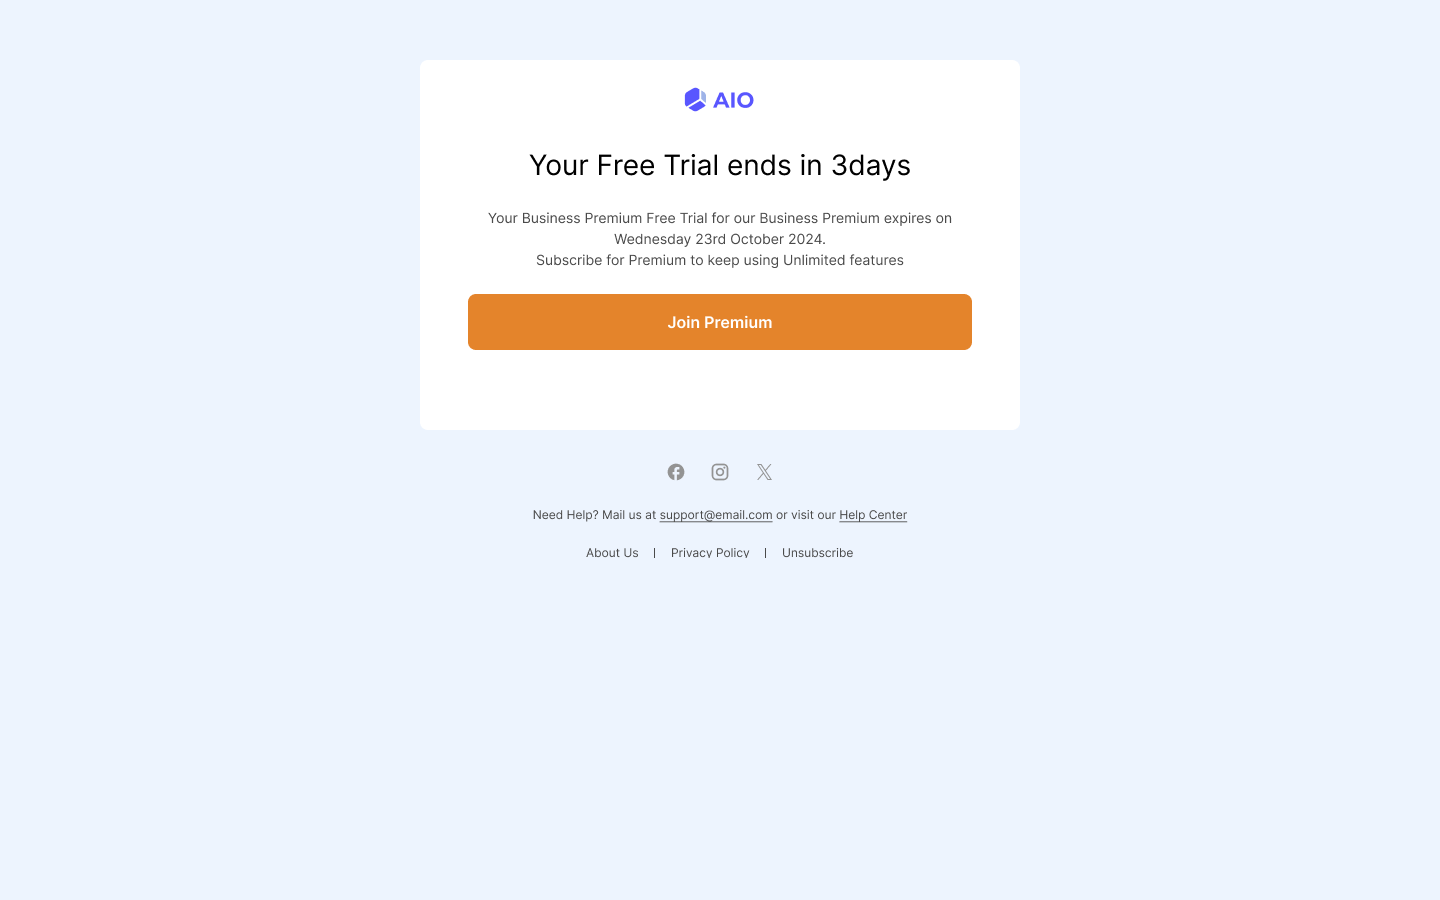 AIO
Your Free Trial ends in 3days
Your Business Premium Free Trial for our Business Premium expires on
Wednesday 23rd October 2024.
Subscribe for Premium to keep using Unlimited features
Join Premium
Need Help? Mail us at support@email.com or visit our Help Center
About Us | Privacy Policy | Unsubscribe